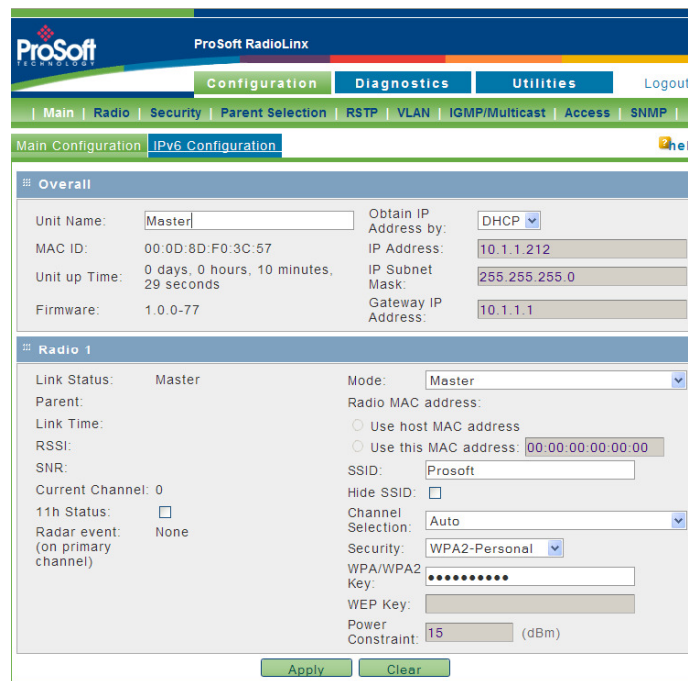 ProSoft
TECHNOLOGY
ProSoft RadioLinx
Configuration Diagnostics Utilities Logout
| Main | Radio | Security | Parent Selection | RSTP | VLAN | IGMP/Multicast | Access | SNMP |
Main Configuration IPv6 Configuration ? hel
Overall
Unit Name: Master
Obtain IP Address by: DHCP
MAC ID: 00:0D:8D:F0:3C:57
IP Address: 10.1.1.212
Unit up Time: 0 days, 0 hours, 10 minutes, 29 seconds
IP Subnet Mask: 255.255.255.0
Firmware: 1.0.0-77
Gateway IP Address: 10.1.1.1
Radio 1
Link Status: Master
Parent:
Link Time:
RSSI:
SNR:
Current Channel: 0
11h Status:
Radar event: None
(on primary
channel)
Mode: Master
Radio MAC address:
Use host MAC address
Use this MAC address: 00:00:00:00:00:00
SSID: Prosoft
Hide SSID:
Channel Selection: Auto
Security: WPA2-Personal
WPA/WPA2 Key: ●●●●●●●●●●
WEP Key:
Power Constraint: 15 (dBm)
Apply Clear